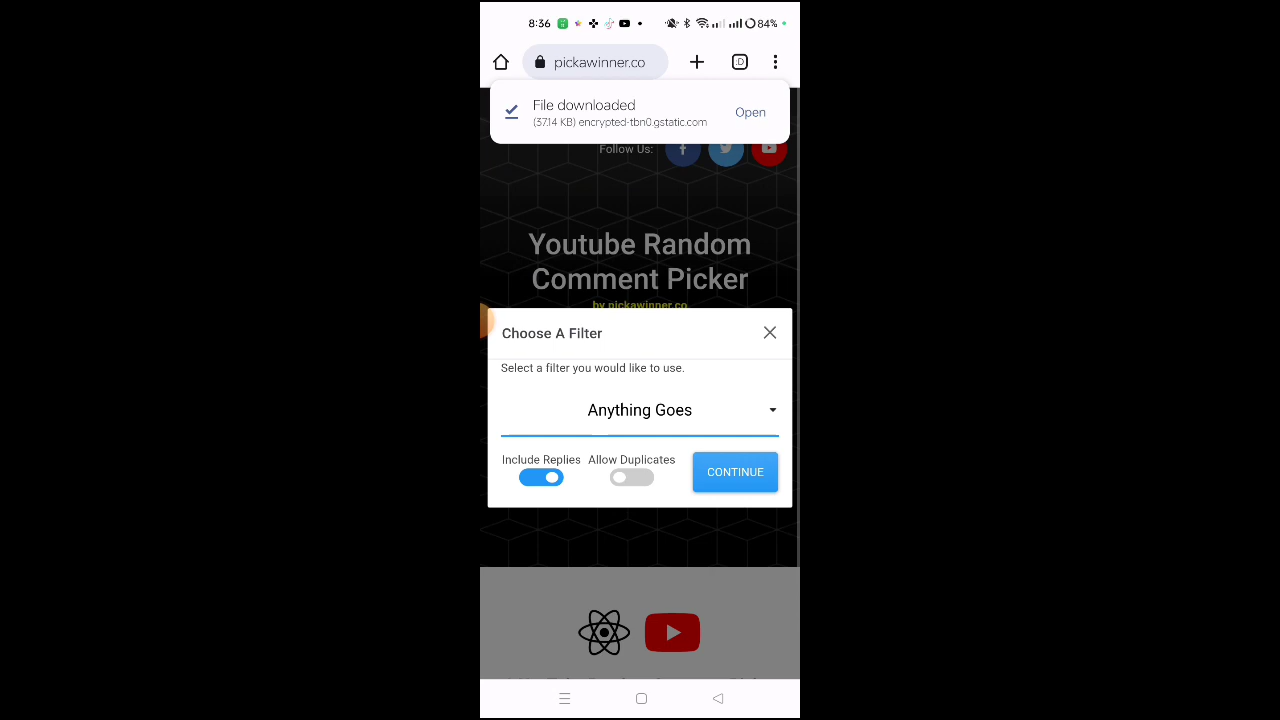 8:36
84%
pickawinner.co
:D
File downloaded
Open
(37.14 KB) encrypted-tbn0.gstatic.com
Follow Us:
Youtube Random
Comment Picker
by pickawinner.co
Choose A Filter
Select a filter you would like to use.
Anything Goes
Include Replies Allow Duplicates
CONTINUE